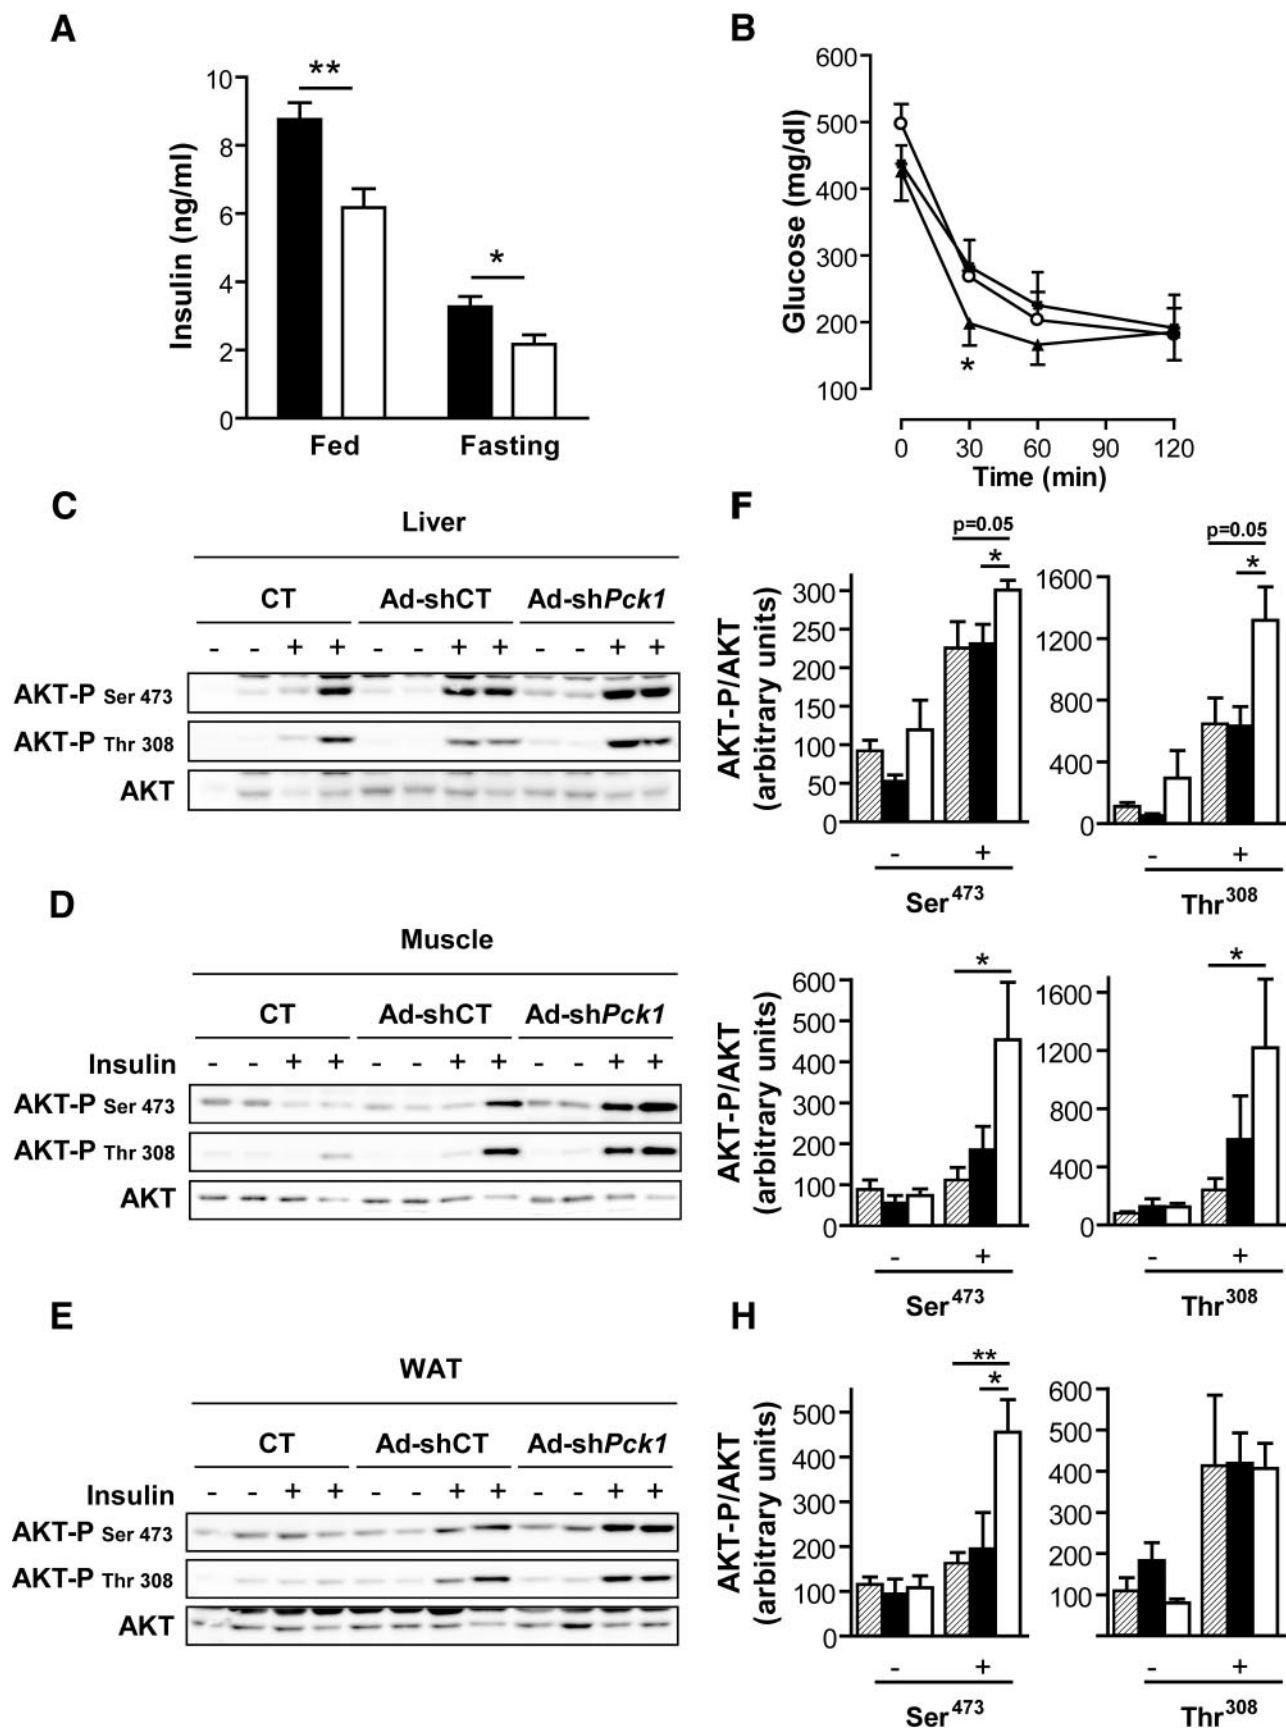 A
**
*
Insulin (ng/ml)
10
8
6
4
2
0
Fed
Fasting
B
Glucose (mg/dl)
600
500
400
300
200
100
*
0
30
60
90
120
Time (min)
C
Liver
CT
Ad-shCT
Ad-shPck1
- - + + - - + + - - + +
AKT-P Ser 473
AKT-P Thr 308
AKT
F
AKT-P/AKT
(arbitrary units)
300
250
200
150
100
50
0
p=0.05
*
- +
Ser473
1600
1200
800
400
0
p=0.05
*
- +
Thr308
D
Muscle
CT
Ad-shCT
Ad-shPck1
Insulin - - + + - - + + - - + +
AKT-P Ser 473
AKT-P Thr 308
AKT
AKT-P/AKT
(arbitrary units)
600
500
400
300
200
100
0
*
- +
Ser473
1600
1200
800
400
0
*
- +
Thr308
E
WAT
CT
Ad-shCT
Ad-shPck1
Insulin - - + + - - + + - - + +
AKT-P Ser 473
AKT-P Thr 308
AKT
H
AKT-P/AKT
(arbitrary units)
500
400
300
200
100
0
**
*
- +
Ser473
600
500
400
300
200
100
- +
Thr308